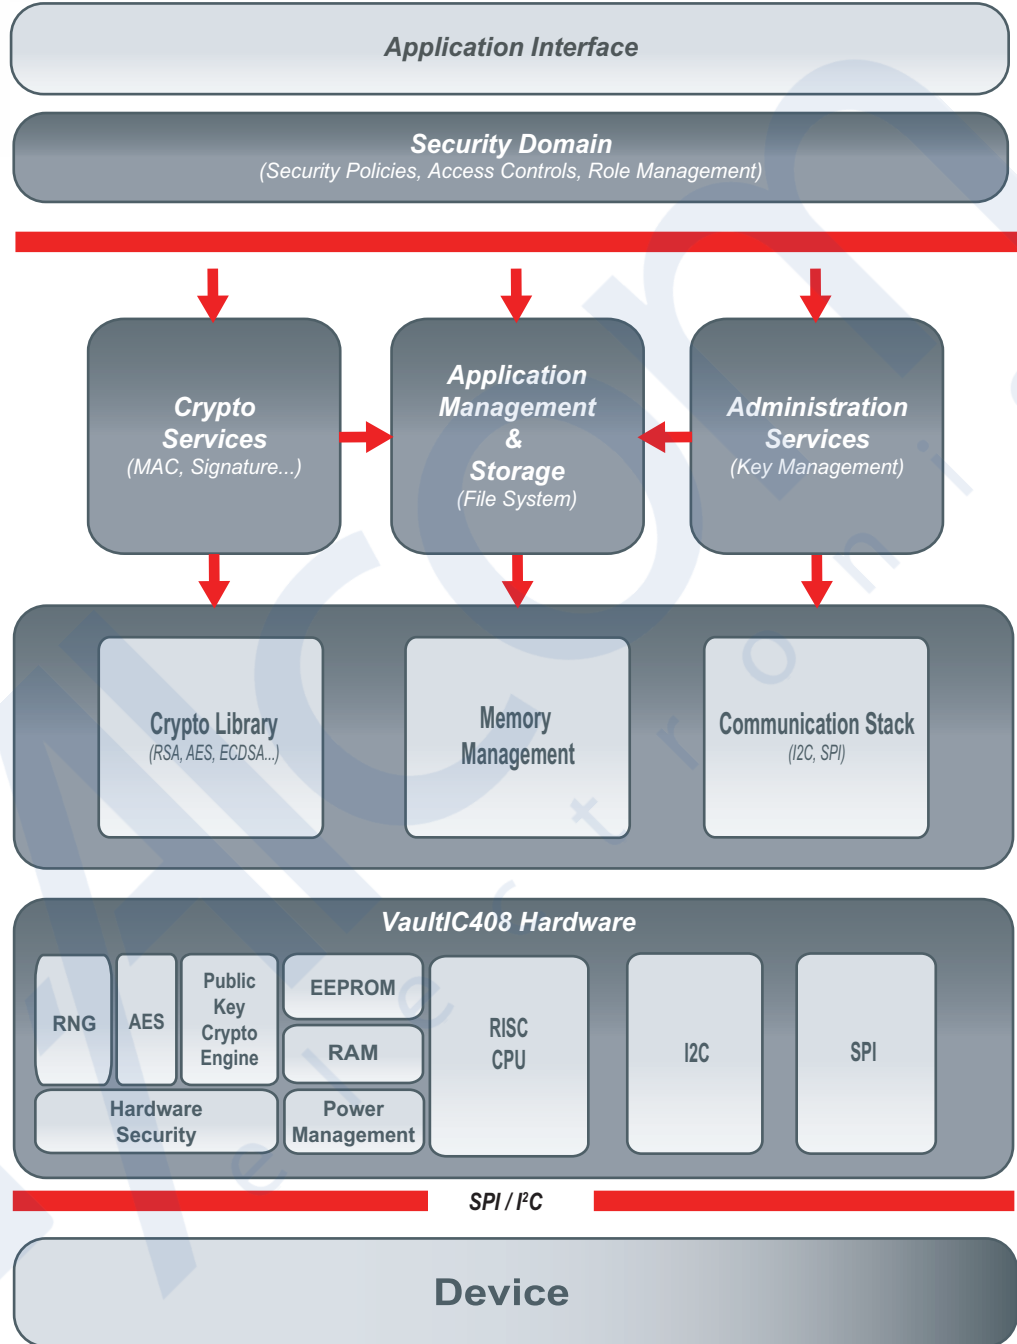 Application Interface
Security Domain
(Security Policies, Access Controls, Role Management)
Crypto
Services
(MAC, Signature...)
Application
Management
&
Storage
(File System)
Administration
Services
(Key Management)
Crypto Library
(RSA, AES, ECDSA...)
Memory
Management
Communication Stack
(I2C, SPI)
VaultIC408 Hardware
RNG
AES
Public
Key
Crypto
Engine
EEPROM
RAM
Hardware
Security
Power
Management
RISC
CPU
I2C
SPI
SPI / I²C
Device